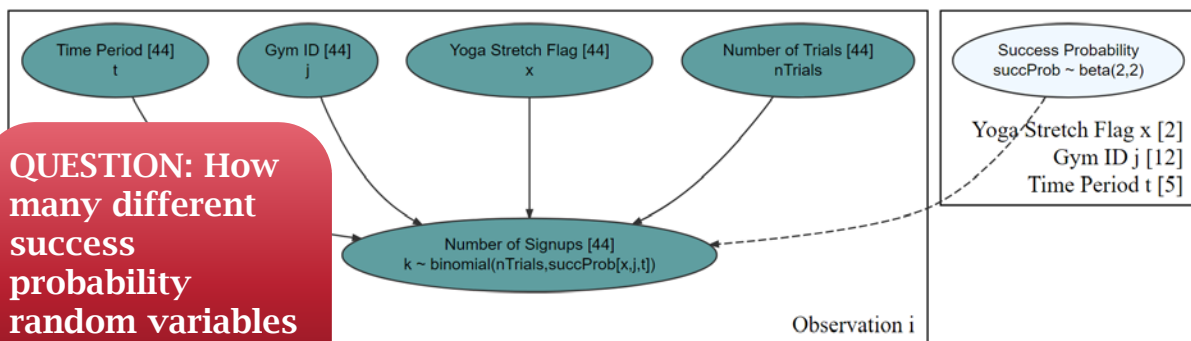 Time Period [44]
t
Gym ID [44]
j
Yoga Stretch Flag [44]
x
Number of Trials [44]
nTrials
Success Probability
succProb ~ beta(2,2)
Yoga Stretch Flag x [2]
Gym ID j [12]
Time Period t [5]
QUESTION: How
many different
success
probability
random variables
Number of Signups [44]
k ~ binomial(nTrials,succProb[x,j,t])
Observation i